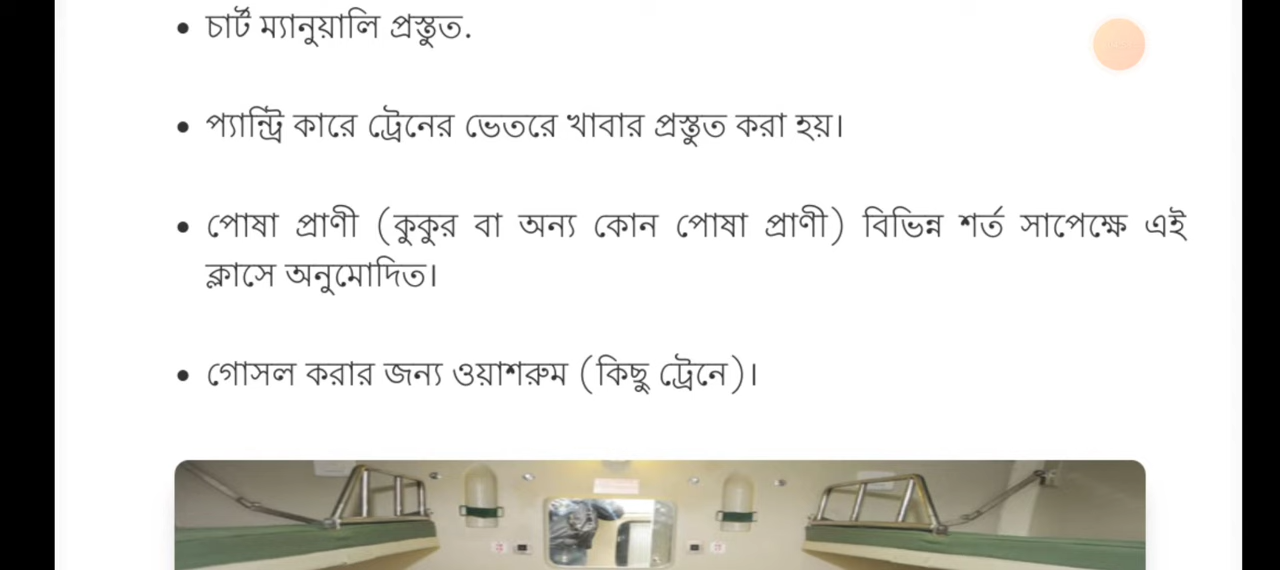 • চার্ট ম্যানুয়ালি প্রস্তুত.
• প্যান্ট্রি কারে ট্রেনের ভেতরে খাবার প্রস্তুত করা হয়।
• পোষা প্রাণী (কুকুর বা অন্য কোন পোষা প্রাণী) বিভিন্ন শর্ত সাপেক্ষে এই
ক্লাসে অনুমোদিত।
• গোসল করার জন্য ওয়াশরুম (কিছু ট্রেনে)।